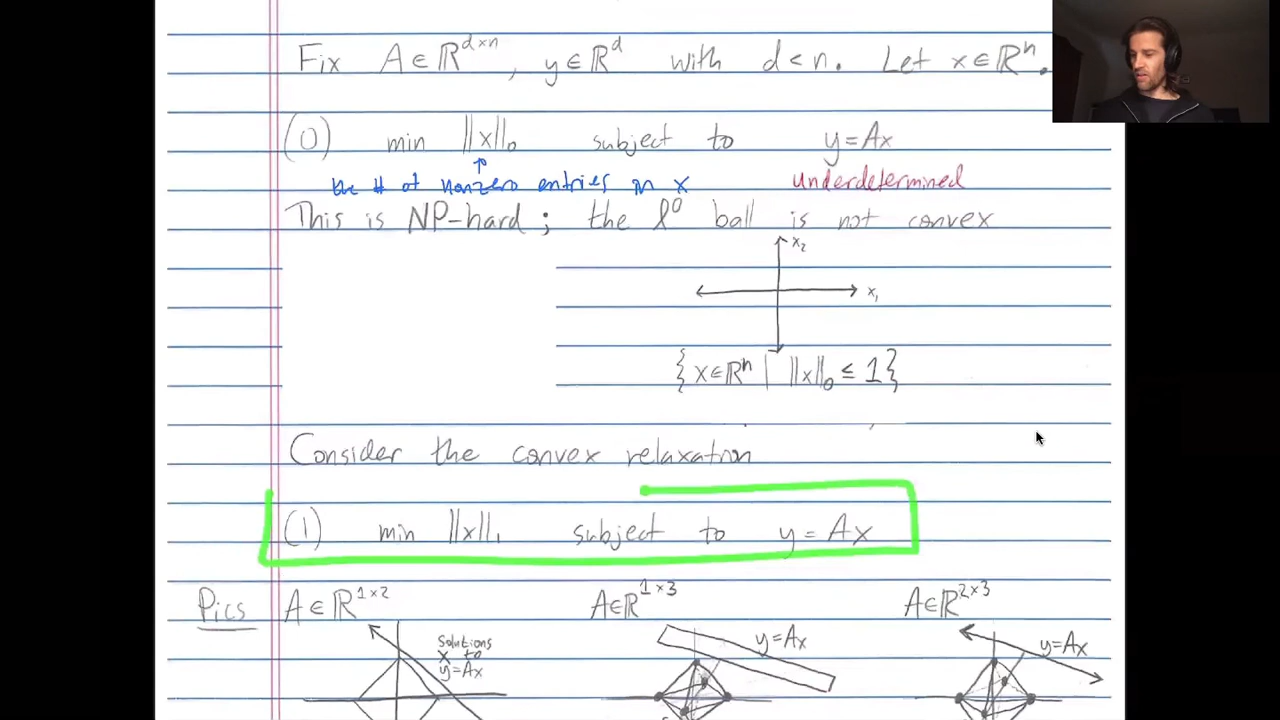 Fix A∈ℝ^{d×n}, y∈ℝ^d with d<n. Let x∈ℝ^n.
(0) min ||x||₀ subject to y=Ax
the # of nonzero entries in x underdetermined
This is NP-hard; the ℓ⁰ ball is not convex
x₂
x₁
{x∈ℝⁿ | ||x||₀ ≤ 1}
Consider the convex relaxation
(1) min ||x||₁ subject to y = Ax
Pics A∈ℝ^{1×2} A∈ℝ^{1×3} A∈ℝ^{2×3}
Solutions x to y=Ax
y=Ax
y=Ax